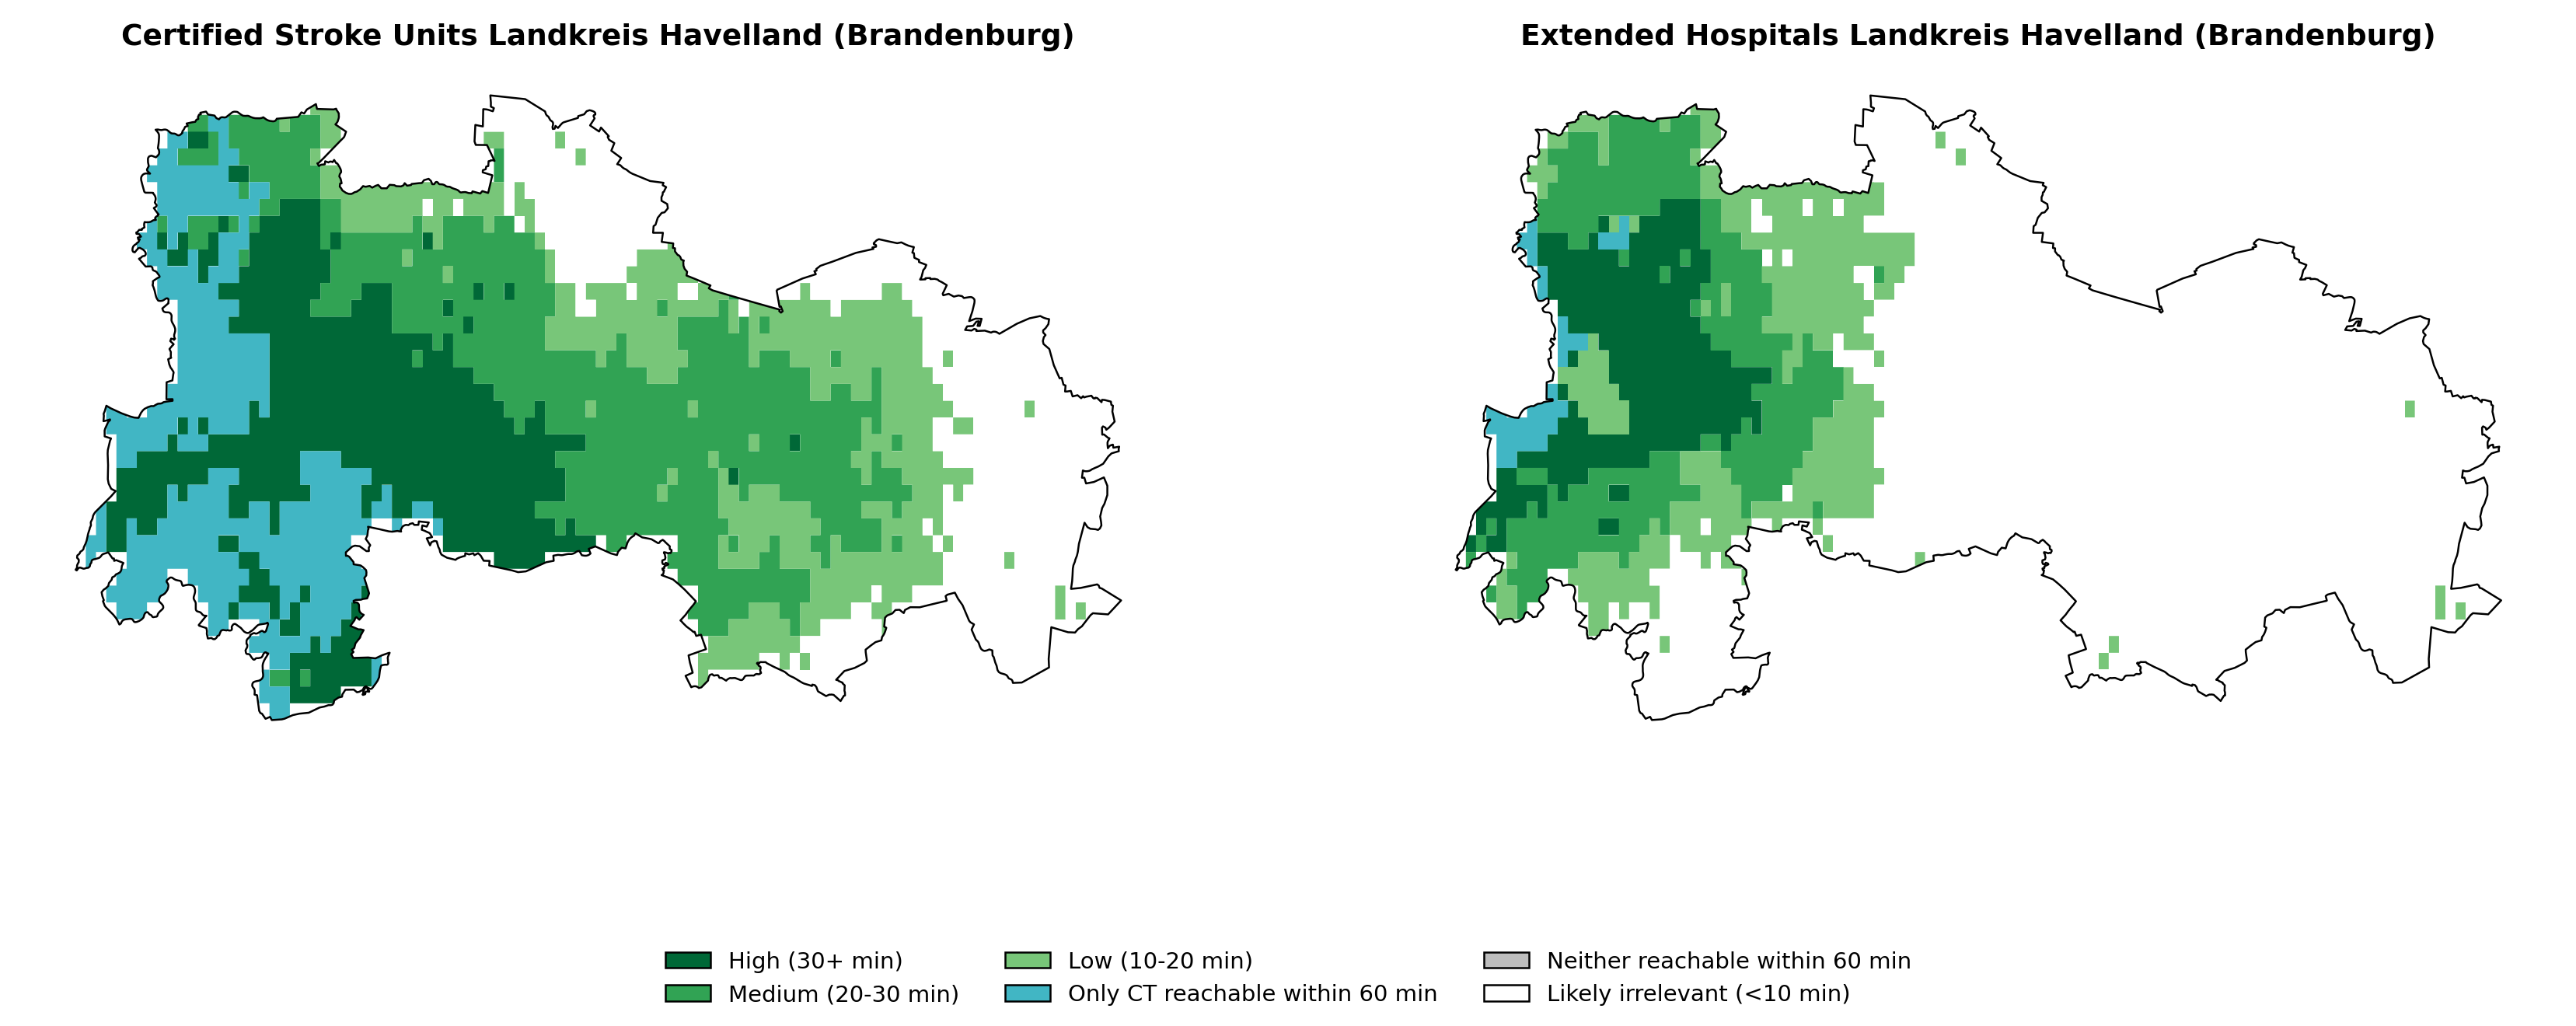 Certified Stroke Units Landkreis Havelland (Brandenburg)
Extended Hospitals Landkreis Havelland (Brandenburg)
High (30+ min)
Medium (20-30 min)
Low (10-20 min)
Only CT reachable within 60 min
Neither reachable within 60 min
Likely irrelevant (<10 min)